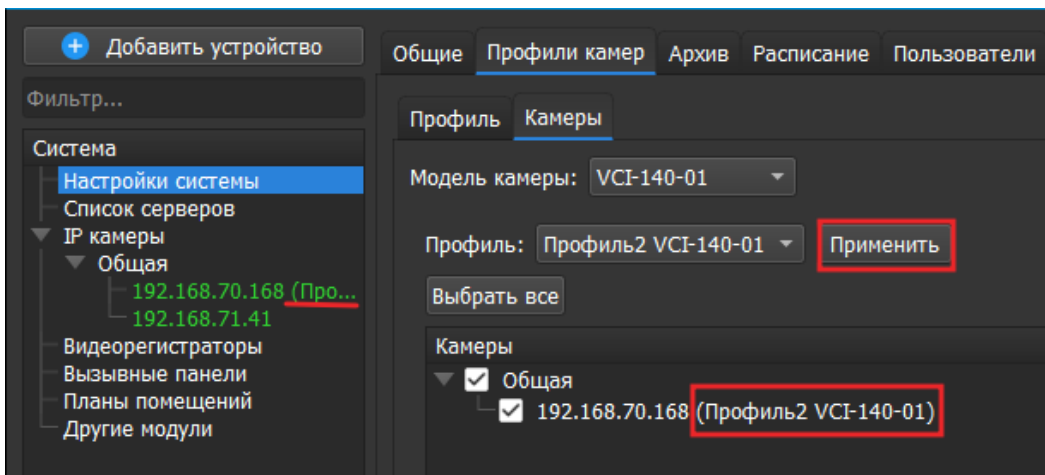 Добавить устройство
Фильтр...
Система
Настройки системы
Список серверов
IP камеры
Общая
192.168.70.168 (Про...
192.168.71.41
Видеорегистраторы
Вызывные панели
Планы помещений
Другие модули
Общие Профили камер Архив Расписание Пользователи
Профиль Камеры
Модель камеры: VCI-140-01
Профиль: Профиль2 VCI-140-01 Применить
Выбрать все
Камеры
Общая
192.168.70.168 (Профиль2 VCI-140-01)